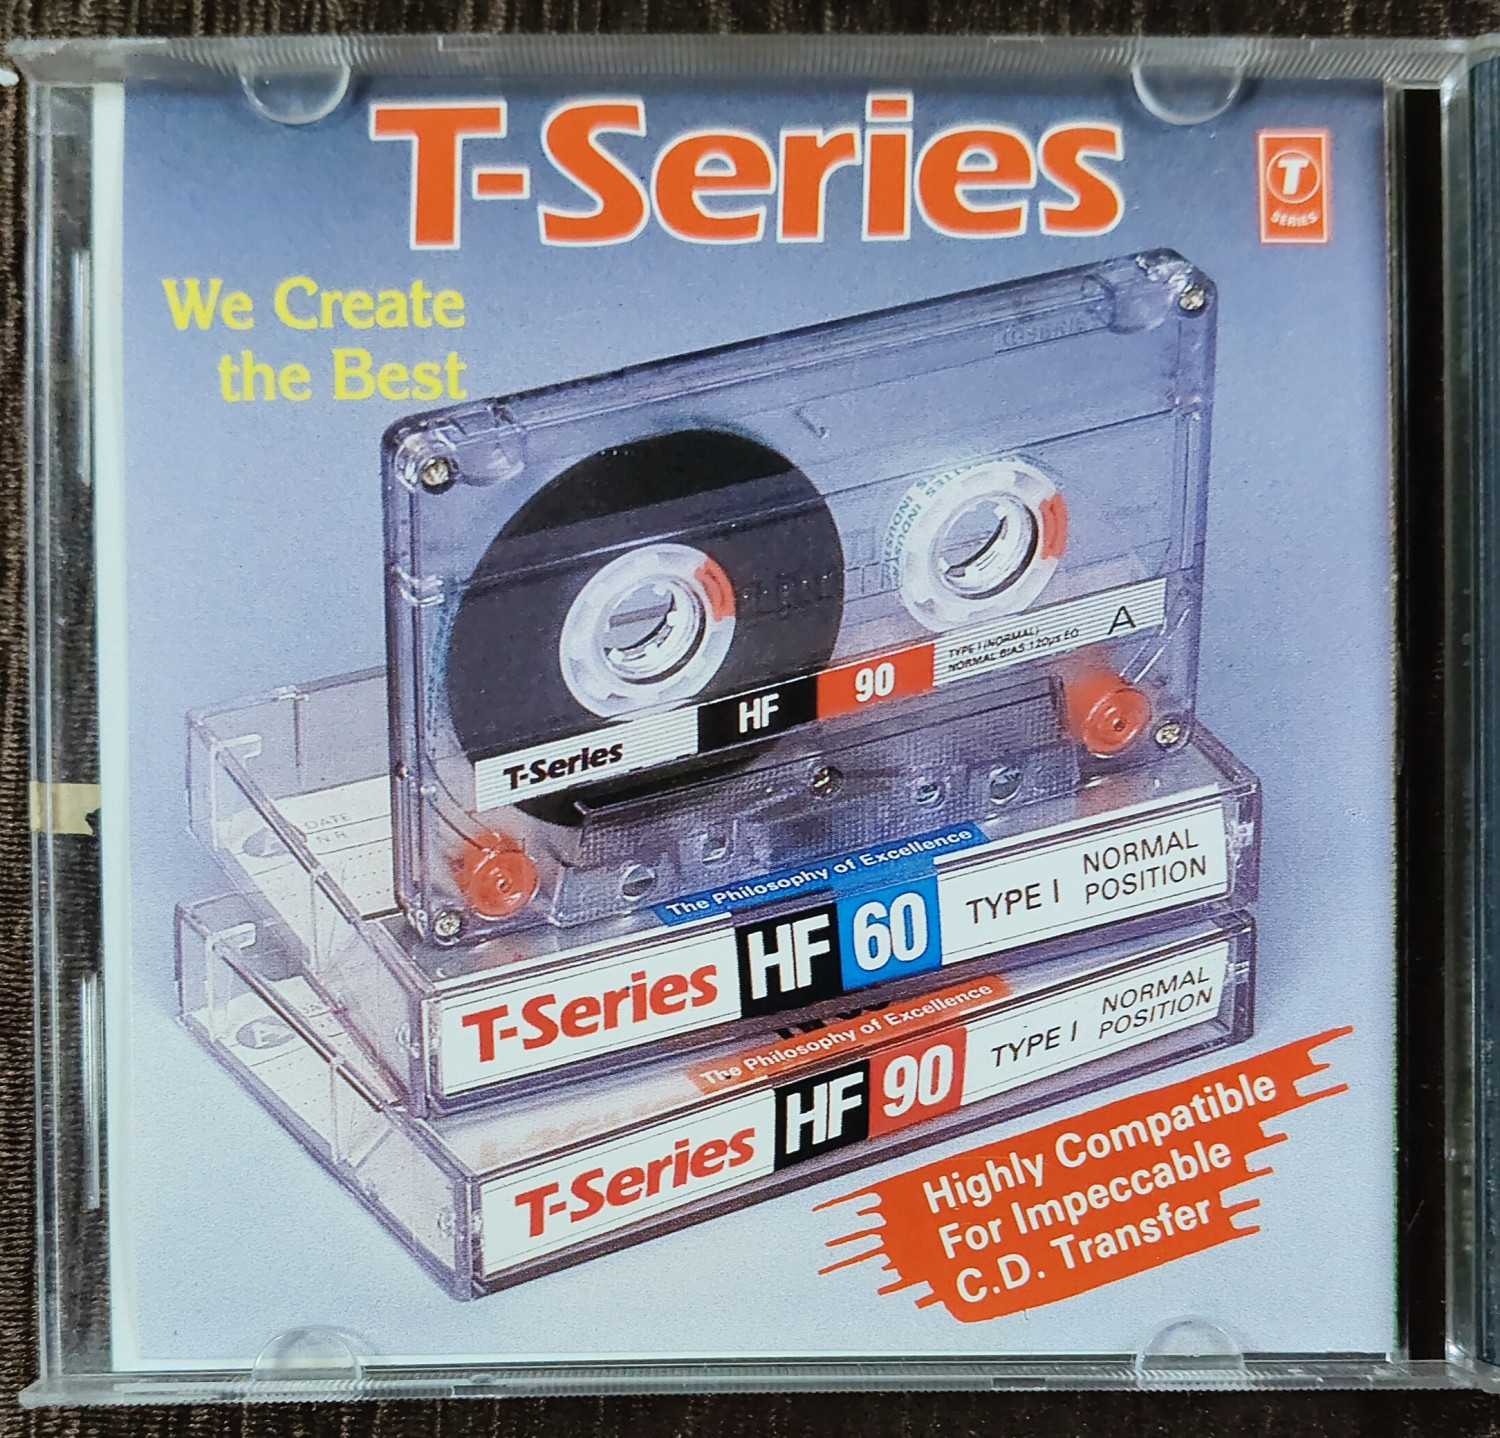 T-Series
T
SERIES
We Create
the Best
A
TYPE I (NORMAL)
NORMAL BIAS 120µs EQ
90
HF
T-Series
DATE
N.R.
The Philosophy of Excellence
T-Series HF 60 TYPE I NORMAL
POSITION
The Philosophy of Excellence
T-Series HF 90 TYPE I NORMAL
POSITION
A
Highly Compatible
For Impeccable
C.D. Transfer